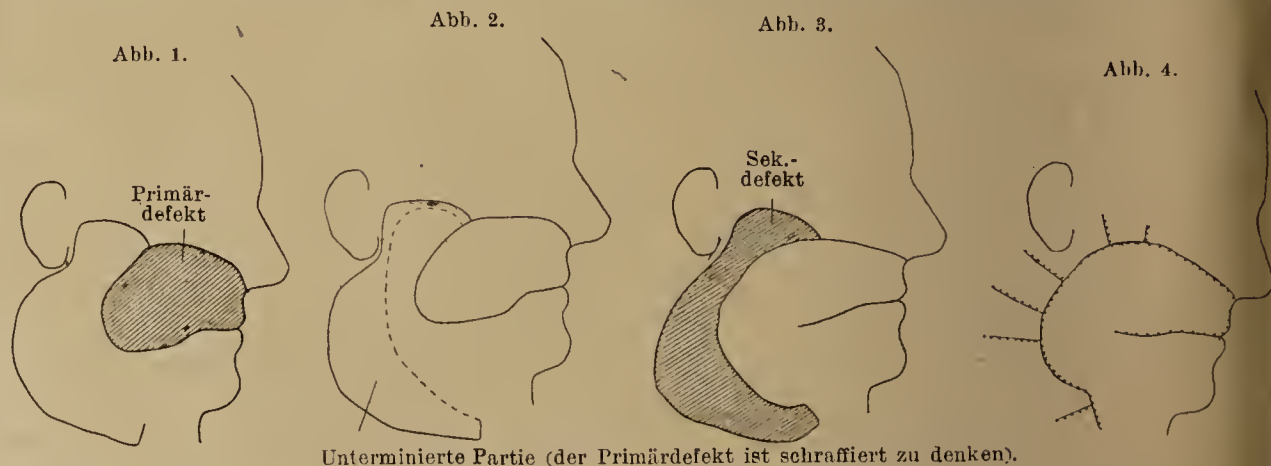 Abb. 1.
Abb. 2.
Abb. 3.
Abb. 4.
Primär-
defekt
Sek.-
defekt
Unterminierte Partie (der Primärdefekt ist schraffiert zu denken).